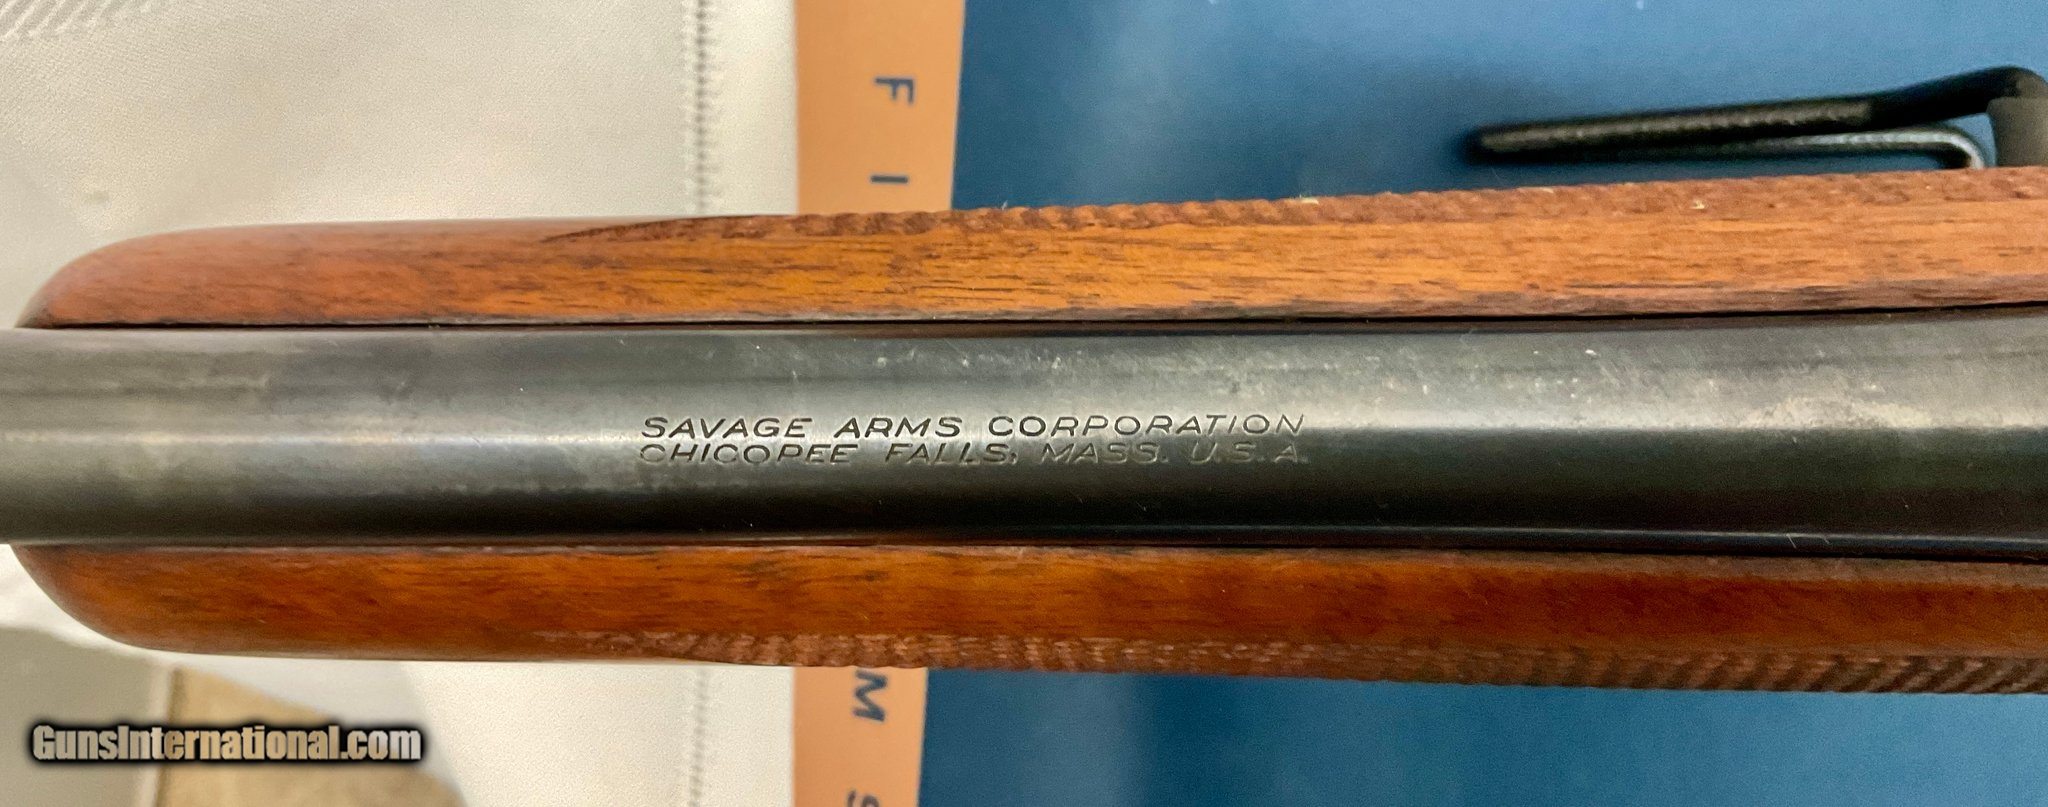 F
I
SAVAGE ARMS CORPORATION
CHICOPEE FALLS, MASS. U.S.A.
M
S
GunsInternational.com